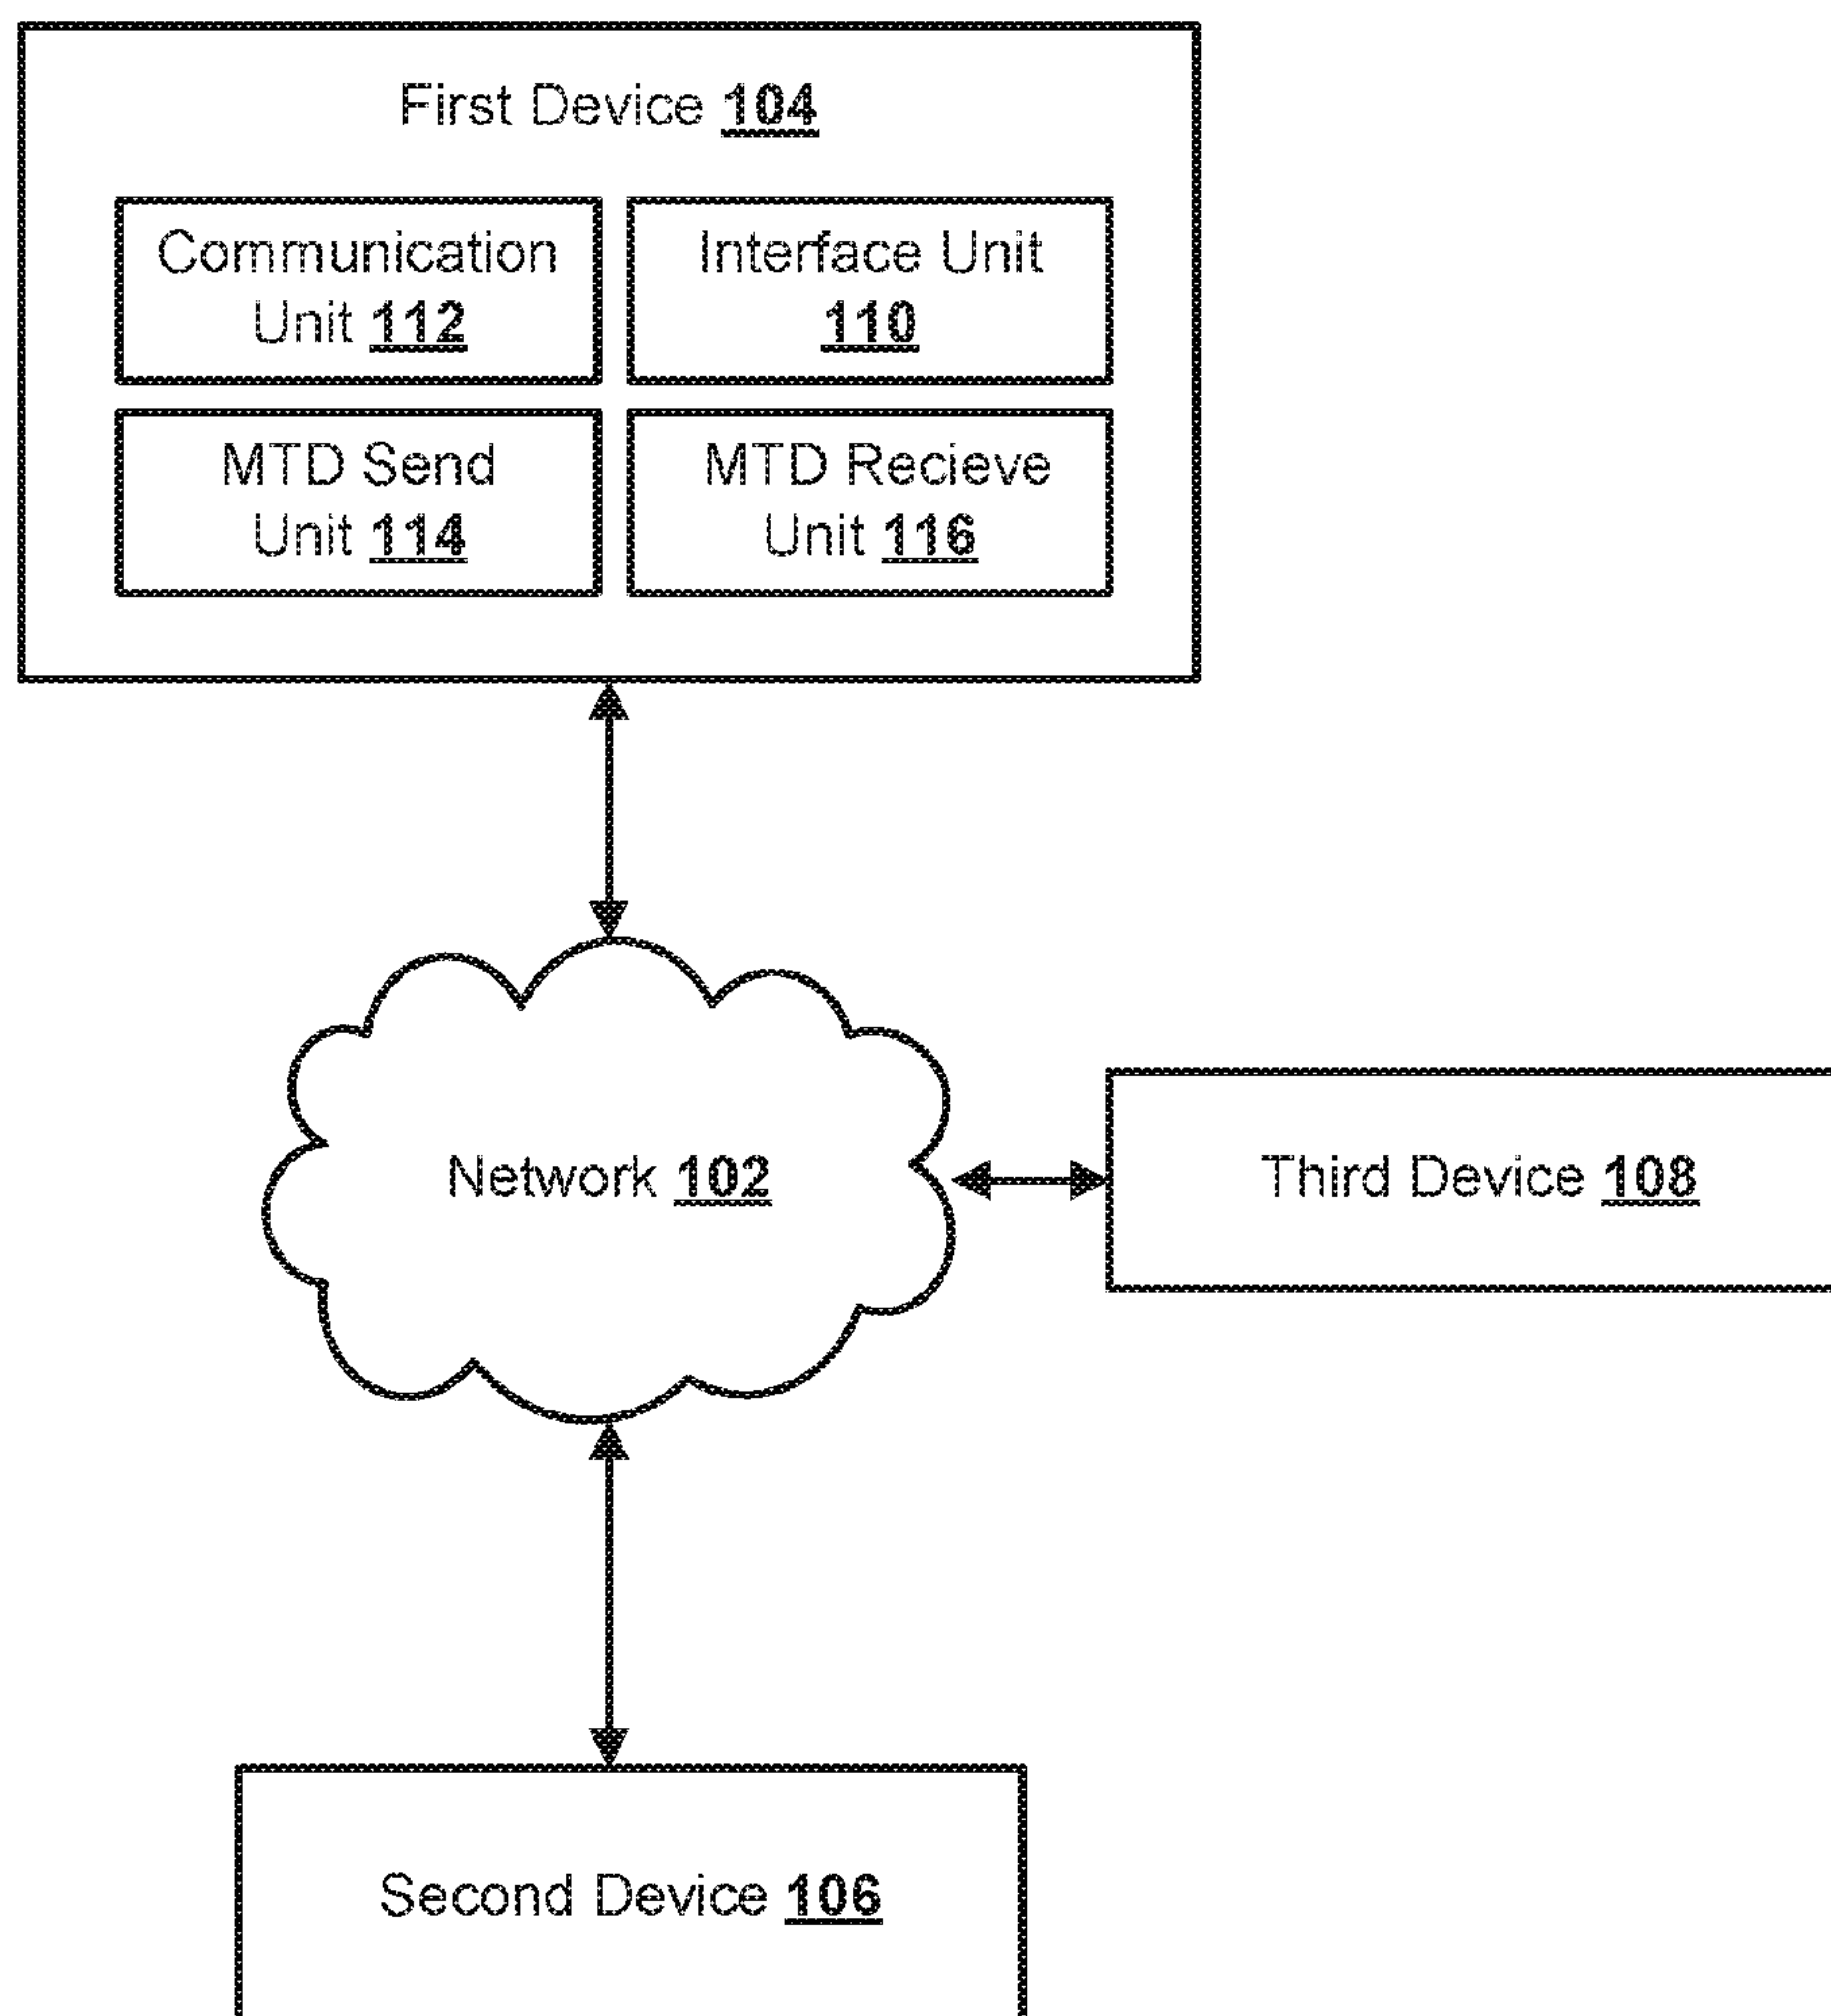 First Device 104
Communication
Unit 112
Interface Unit
110
MTD Send
Unit 114
MTD Recieve
Unit 116
Network 102
Third Device 108
Second Device 106